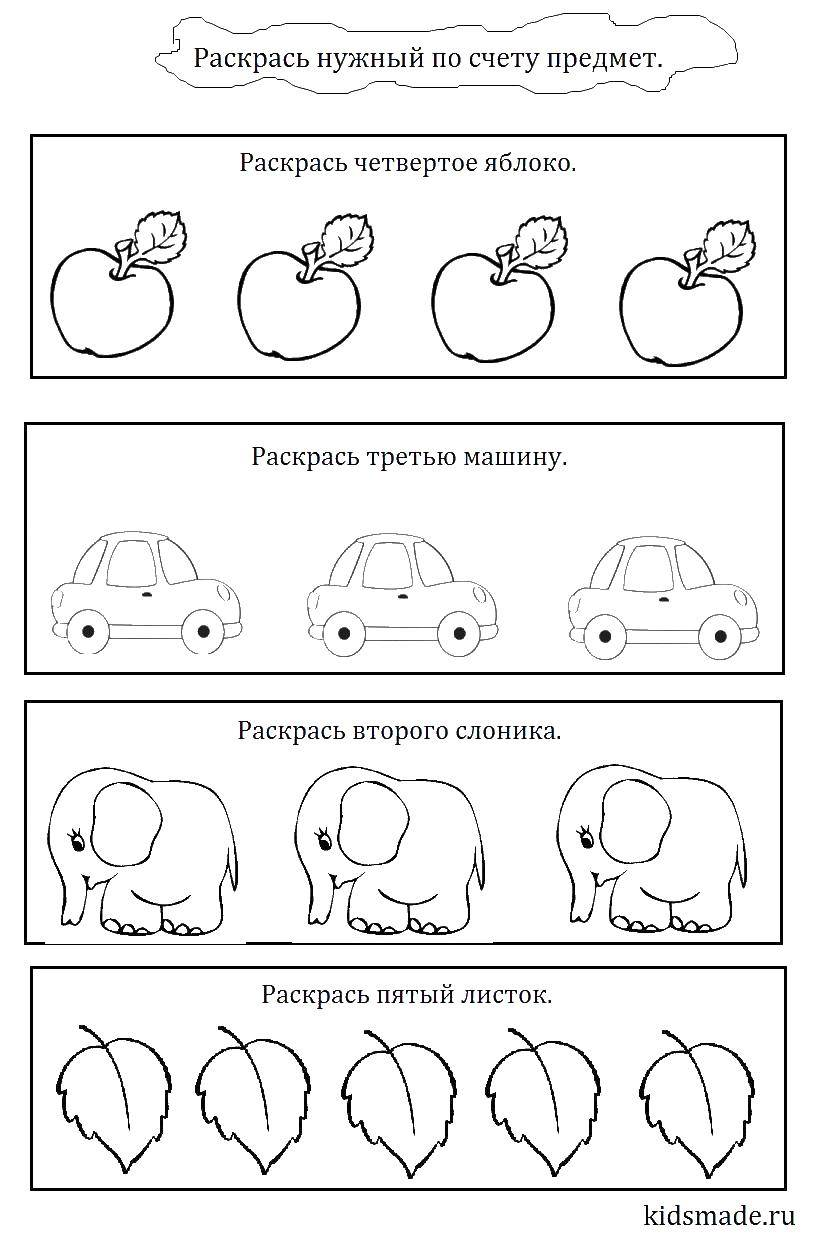 Раскрась нужный по счету предмет.
Раскрась четвертое яблоко.
Раскрась третью машину.
Раскрась второго слоника.
Раскрась пятый листок.
kidsmade.ru